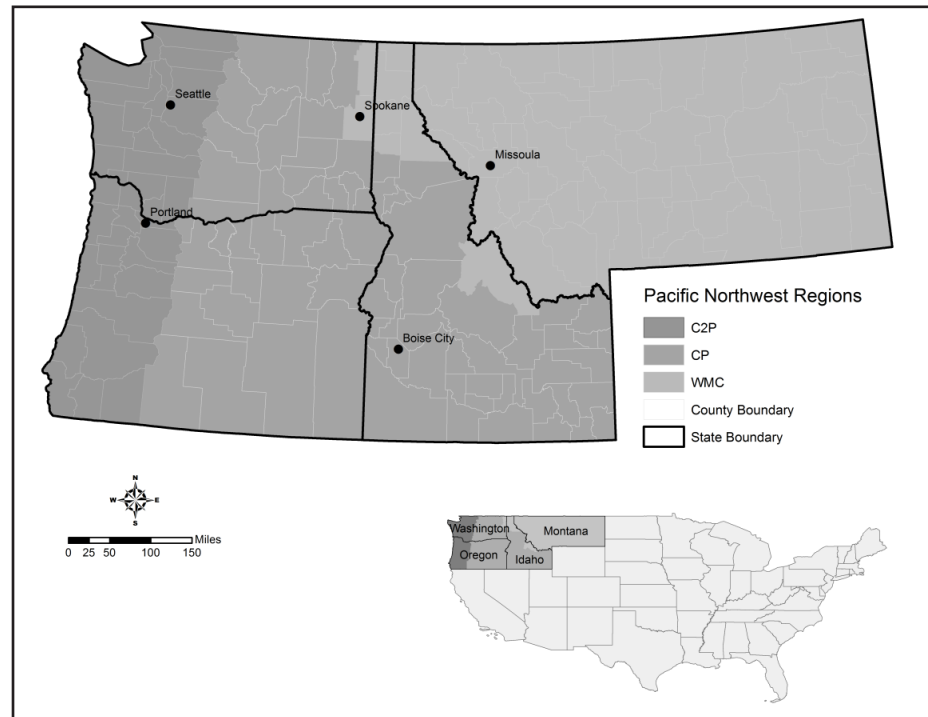 Seattle
Spokane
Missoula
Portland
Boise City
Pacific Northwest Regions
C2P
CP
WMC
County Boundary
State Boundary
N
W E
S
Miles
0 25 50 100 150
Washington
Montana
Oregon
Idaho